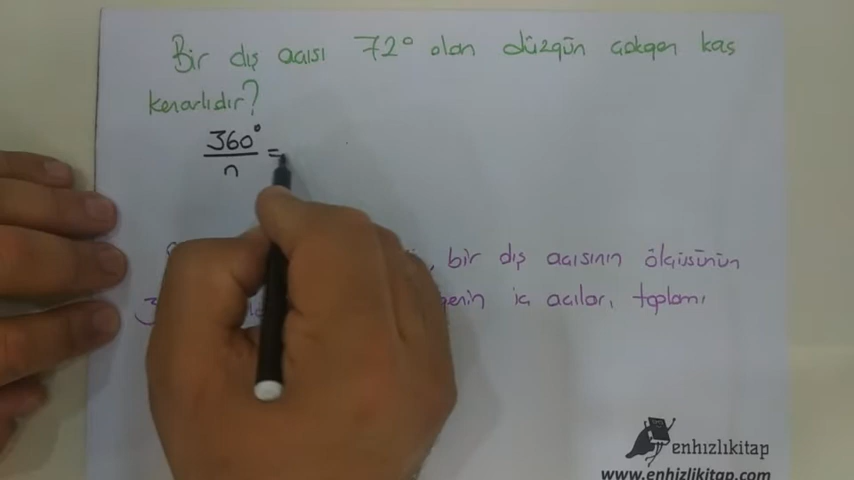 Bir dış açısı 72° olan düzgün çokgen kaç
kenarlıdır?
360°
n
=
, bir dış açısının ölçüsünün
3 genin iç açıları toplamı
enhızlıkitap
www.enhizlikitap.com